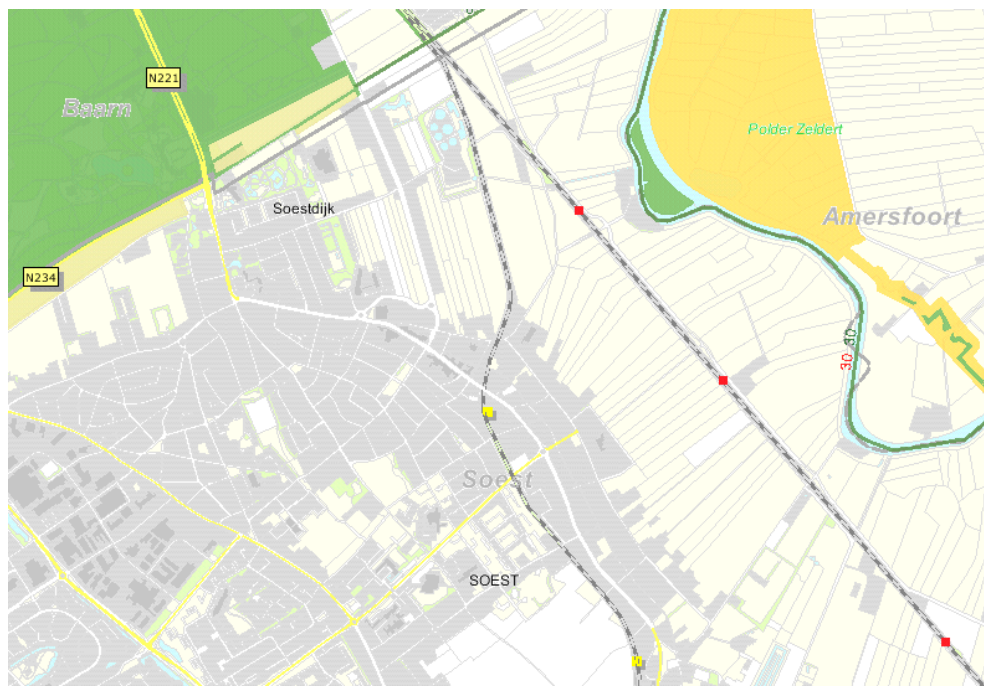 N221
Baarn
Polder Zeldert
Soestdijk
Amersfoort
N234
30
30
Soest
SOEST